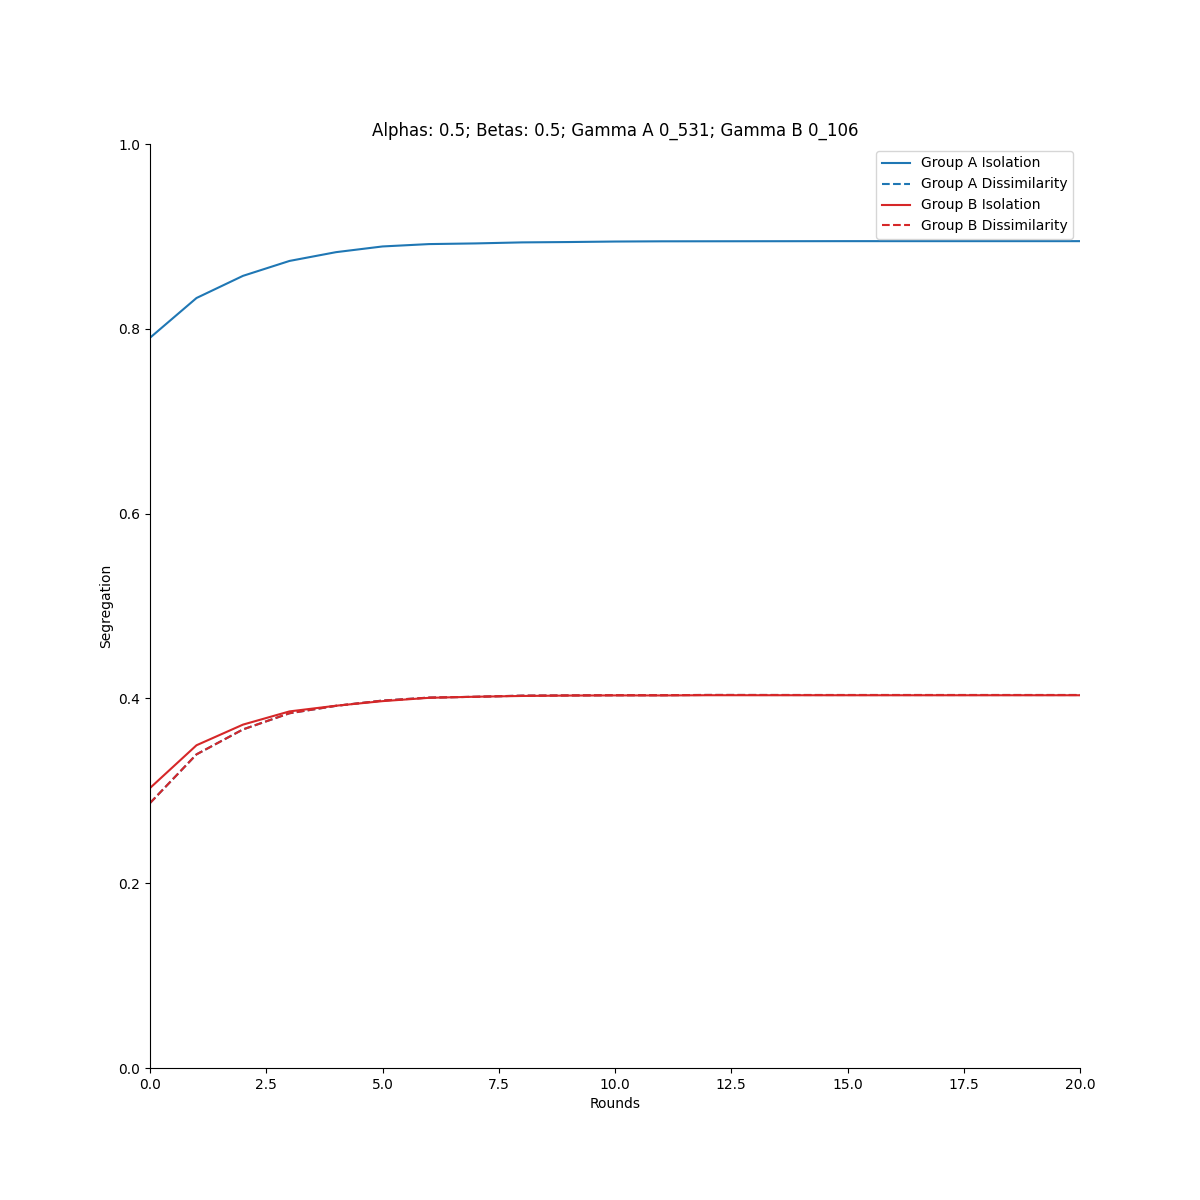 Alphas: 0.5; Betas: 0.5; Gamma A 0_531; Gamma B 0_106
Group A Isolation
Group A Dissimilarity
Group B Isolation
Group B Dissimilarity
1.0
0.8
0.6
0.4
0.2
0.0
Segregation
0.0 2.5 5.0 7.5 10.0 12.5 15.0 17.5 20.0
Rounds